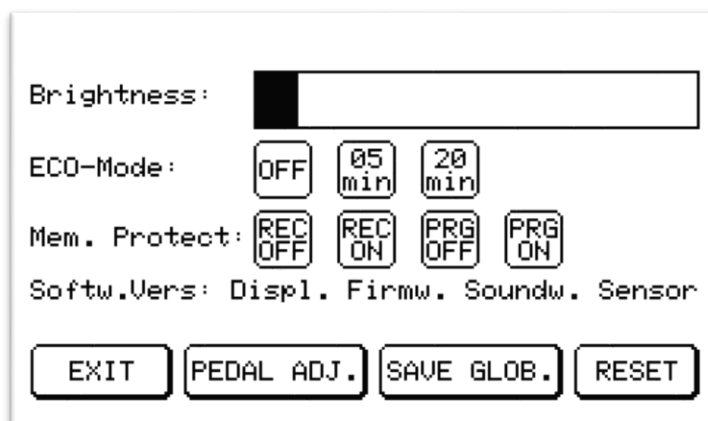 Brightness:
ECO-Mode: OFF 05 min 20 min
Mem. Protect: REC OFF REC ON PRG OFF PRG ON
Softw.Vers: Displ. Firmw. Soundw. Sensor
EXIT PEDAL ADJ. SAVE GLOB. RESET